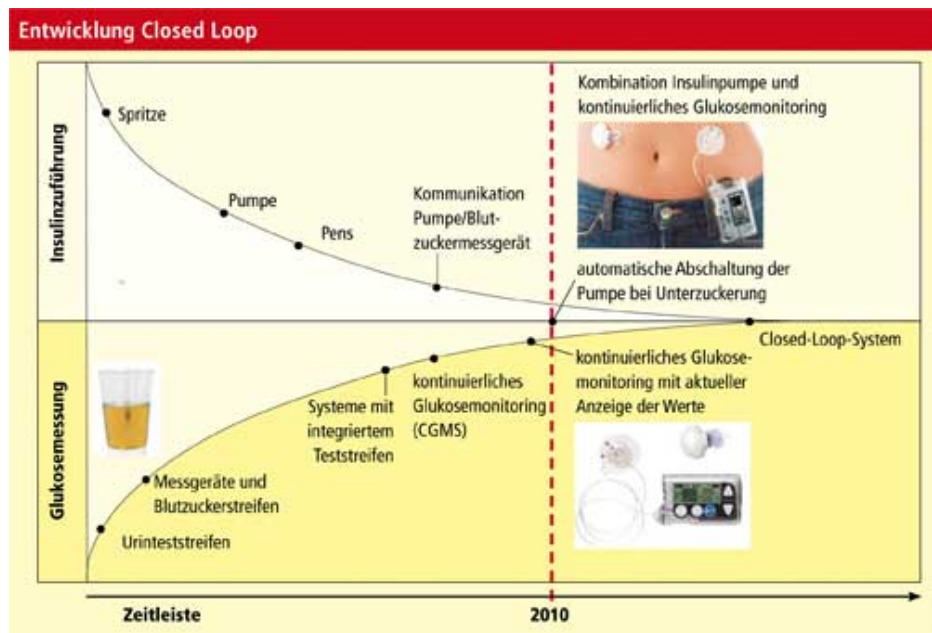 Entwicklung Closed Loop
Insulinzuführung
Spritze
Pumpe
Pens
Kommunikation
Pumpe/Blut-
zuckermessgerät
Kombination Insulinpumpe und
kontinuierliches Glukosemonitoring
automatische Abschaltung der
Pumpe bei Unterzuckerung
Closed-Loop-System
Glukosemessung
kontinuierliches Glukose-
monitoring mit aktueller
Anzeige der Werte
kontinuierliches
Glukosemonitoring
(CGMS)
Systeme mit
integriertem
Teststreifen
Messgeräte und
Blutzuckerstreifen
Urinteststreifen
Zeitleiste
2010